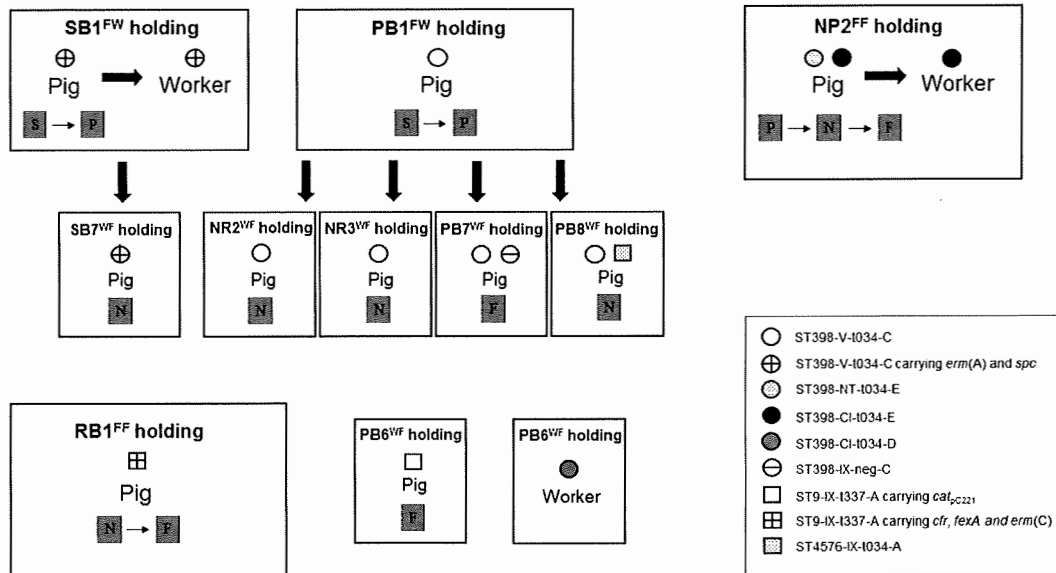 SB1FW holding
Pig
Worker
S → P
PB1FW holding
Pig
S → P
NP2FF holding
Pig
Worker
P → N → F
SB7WF holding
Pig
N
NR2WF holding
Pig
N
NR3WF holding
Pig
N
PB7WF holding
Pig
F
PB8WF holding
Pig
N
RB1FF holding
Pig
N → F
PB6WF holding
Pig
F
PB6WF holding
Worker
ST398-V-t034-C
ST398-V-t034-C carrying erm(A) and spc
ST398-NT-t034-E
ST398-CI-t034-E
ST398-CI-t034-D
ST398-IX-neg-C
ST9-IX-t337-A carrying catpC221
ST9-IX-t337-A carrying cfr, fexA and erm(C)
ST4576-IX-t034-A